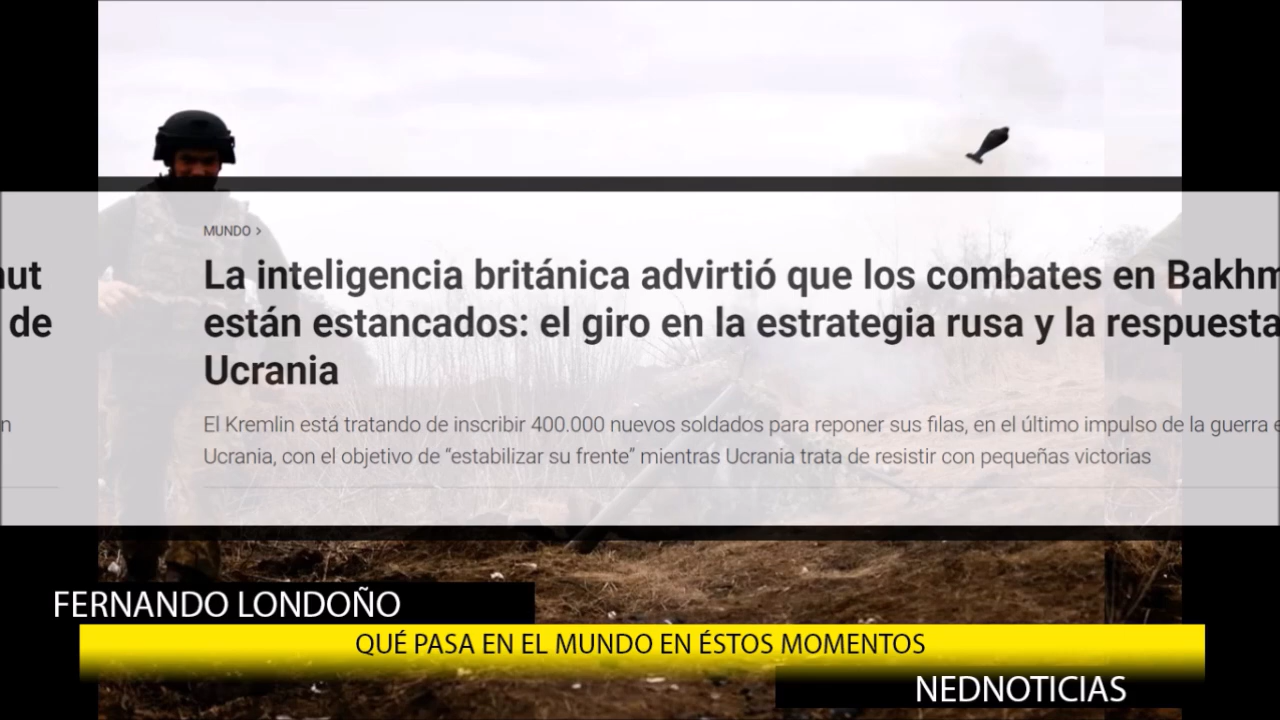 MUNDO >
La inteligencia británica advirtió que los combates en Bakhm
están estancados: el giro en la estrategia rusa y la respuesta
Ucrania
El Kremlin está tratando de inscribir 400.000 nuevos soldados para reponer sus filas, en el último impulso de la guerra e
Ucrania, con el objetivo de “estabilizar su frente” mientras Ucrania trata de resistir con pequeñas victorias
de
FERNANDO LONDOÑO
QUÉ PASA EN EL MUNDO EN ÉSTOS MOMENTOS
NEDNOTICIAS